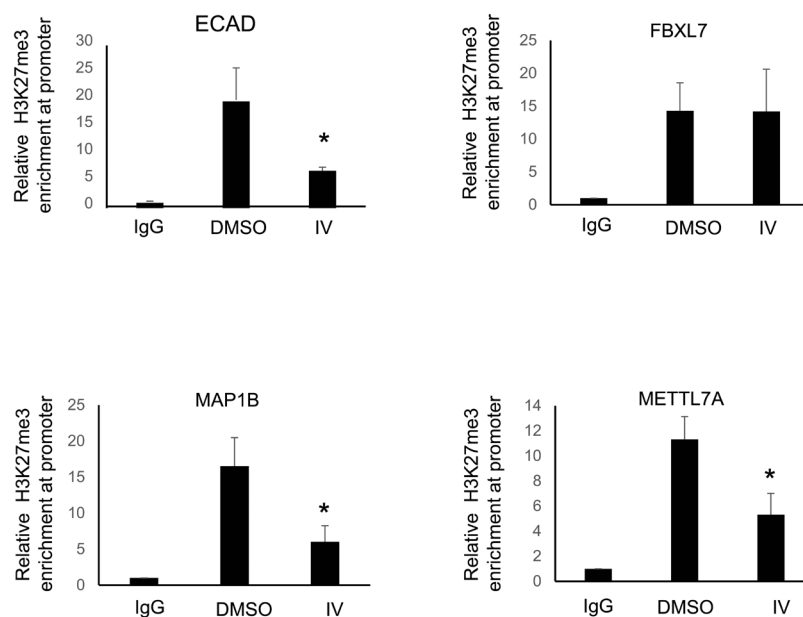 ECAD
Relative H3K27me3
enrichment at promoter
30
25
20
15
10
5
0
IgG DMSO IV
*
FBXL7
Relative H3K27me3
enrichment at promoter
25
20
15
10
5
0
IgG DMSO IV
MAP1B
Relative H3K27me3
enrichment at promoter
25
20
15
10
5
0
IgG DMSO IV
*
METTL7A
Relative H3K27me3
enrichment at promoter
14
12
10
8
6
4
2
0
IgG DMSO IV
*